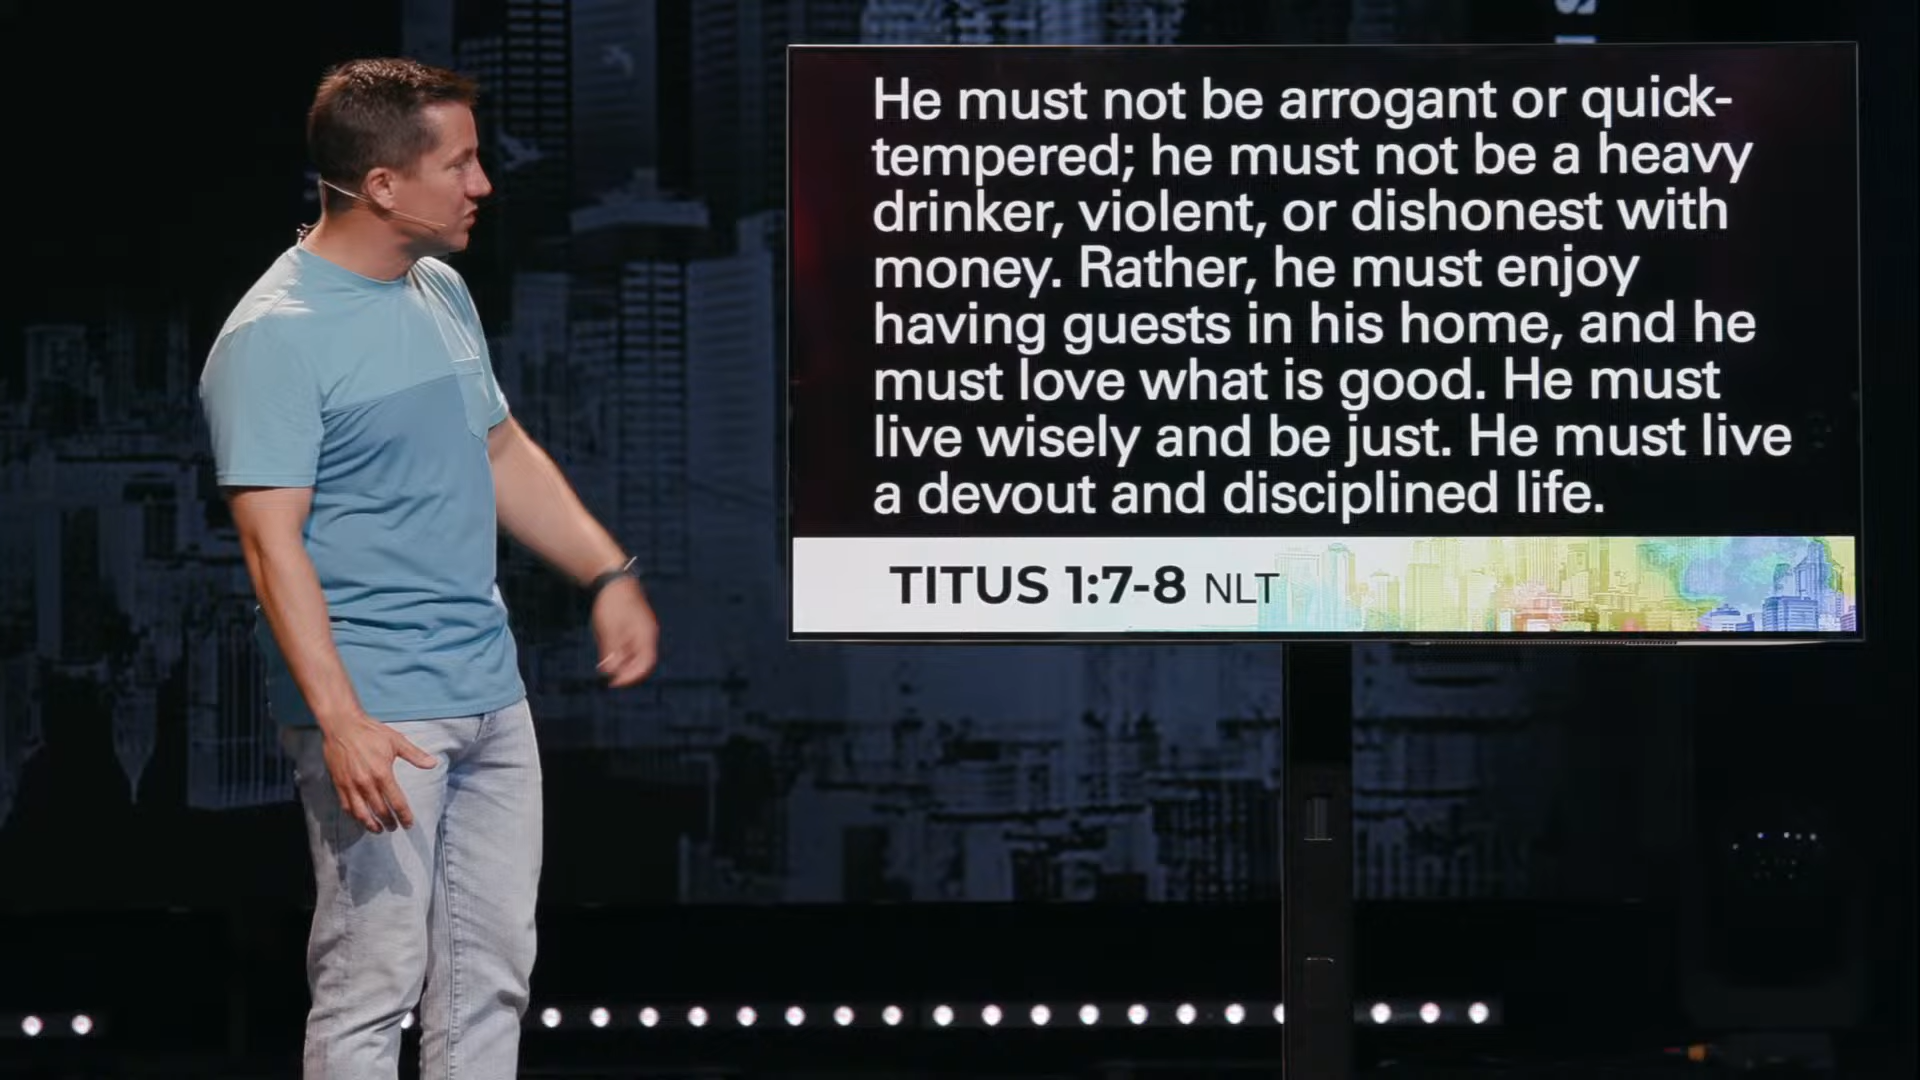 He must not be arrogant or quick-
tempered; he must not be a heavy
drinker, violent, or dishonest with
money. Rather, he must enjoy
having guests in his home, and he
must love what is good. He must
live wisely and be just. He must live
a devout and disciplined life.
TITUS 1:7-8 NLT